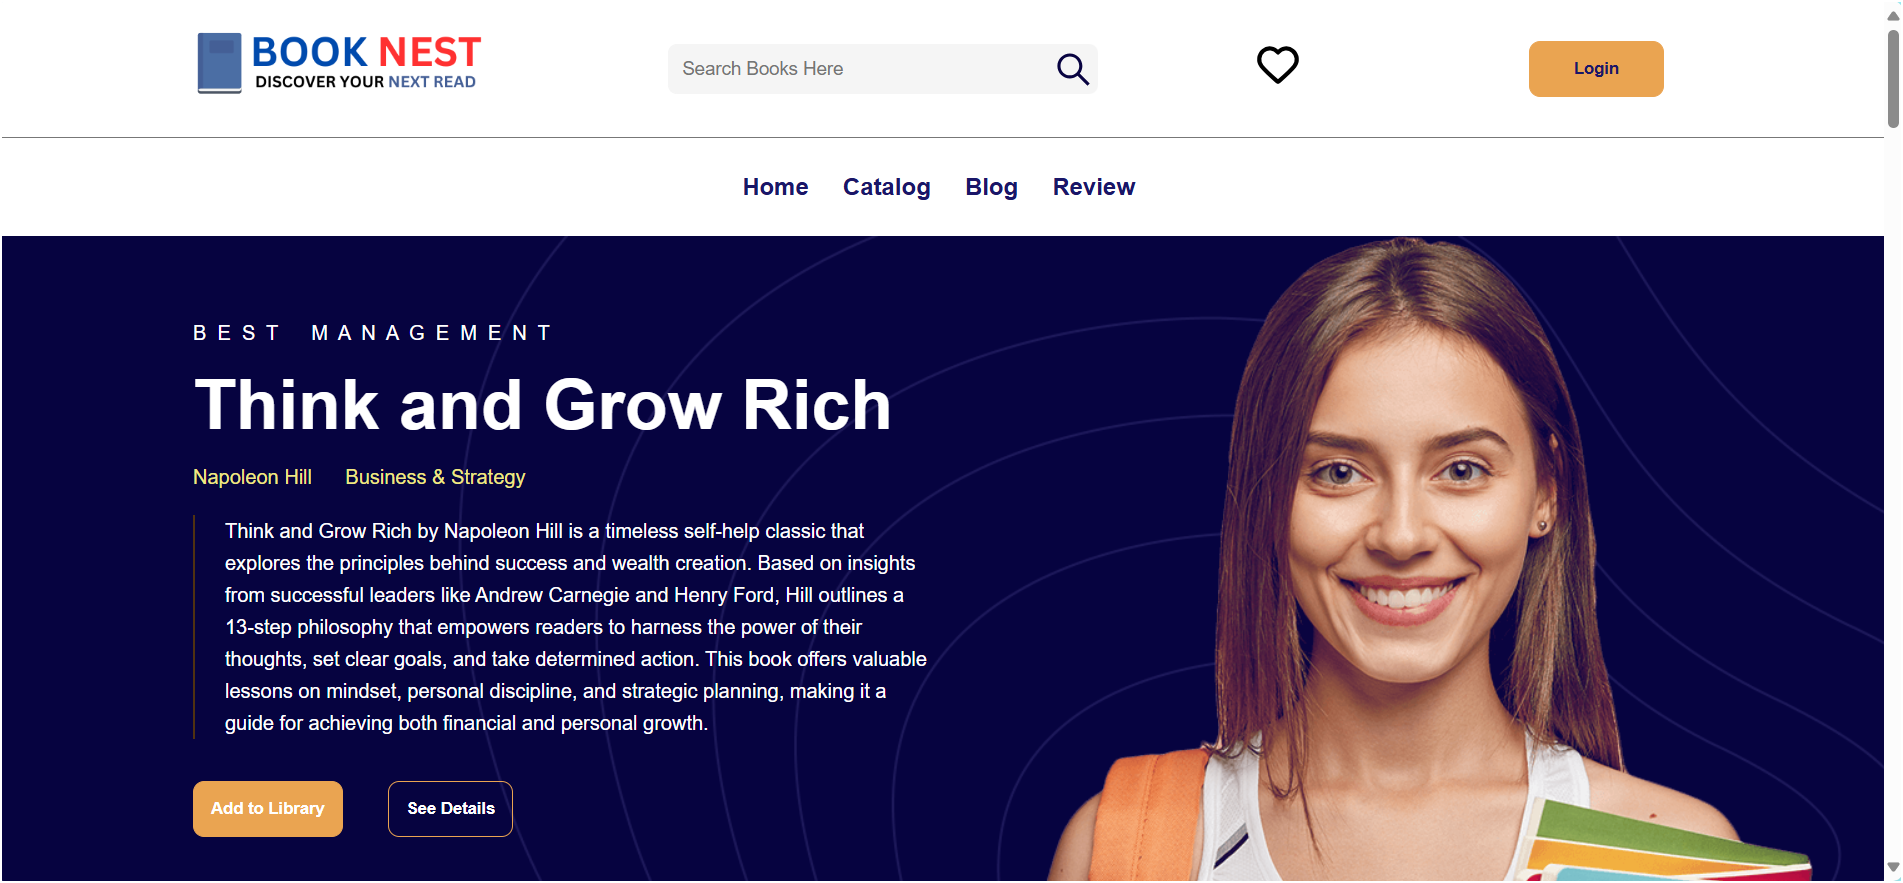 BOOK NEST
DISCOVER YOUR NEXT READ
Search Books Here
Login
Home Catalog Blog Review
BEST MANAGEMENT
Think and Grow Rich
Napoleon Hill Business & Strategy
Think and Grow Rich by Napoleon Hill is a timeless self-help classic that
explores the principles behind success and wealth creation. Based on insights
from successful leaders like Andrew Carnegie and Henry Ford, Hill outlines a
13-step philosophy that empowers readers to harness the power of their
thoughts, set clear goals, and take determined action. This book offers valuable
lessons on mindset, personal discipline, and strategic planning, making it a
guide for achieving both financial and personal growth.
Add to Library See Details